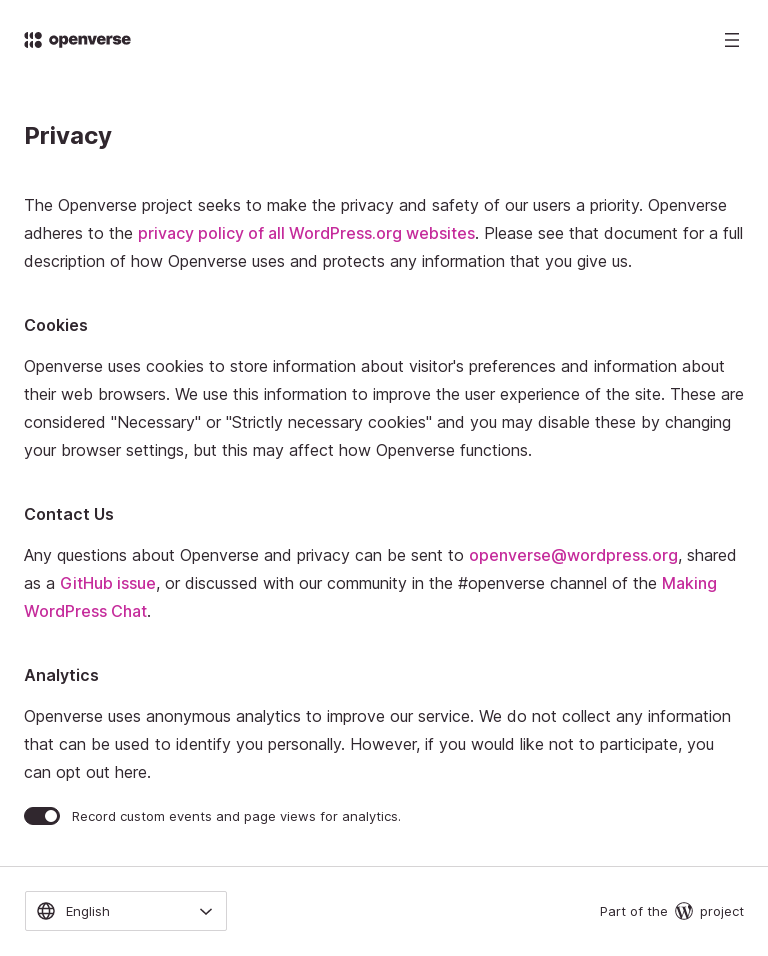 openverse
Privacy
The Openverse project seeks to make the privacy and safety of our users a priority. Openverse
adheres to the privacy policy of all WordPress.org websites. Please see that document for a full
description of how Openverse uses and protects any information that you give us.
Cookies
Openverse uses cookies to store information about visitor's preferences and information about
their web browsers. We use this information to improve the user experience of the site. These are
considered "Necessary" or "Strictly necessary cookies" and you may disable these by changing
your browser settings, but this may affect how Openverse functions.
Contact Us
Any questions about Openverse and privacy can be sent to openverse@wordpress.org, shared
as a GitHub issue, or discussed with our community in the #openverse channel of the Making
WordPress Chat.
Analytics
Openverse uses anonymous analytics to improve our service. We do not collect any information
that can be used to identify you personally. However, if you would like not to participate, you
can opt out here.
Record custom events and page views for analytics.
English
Part of the project